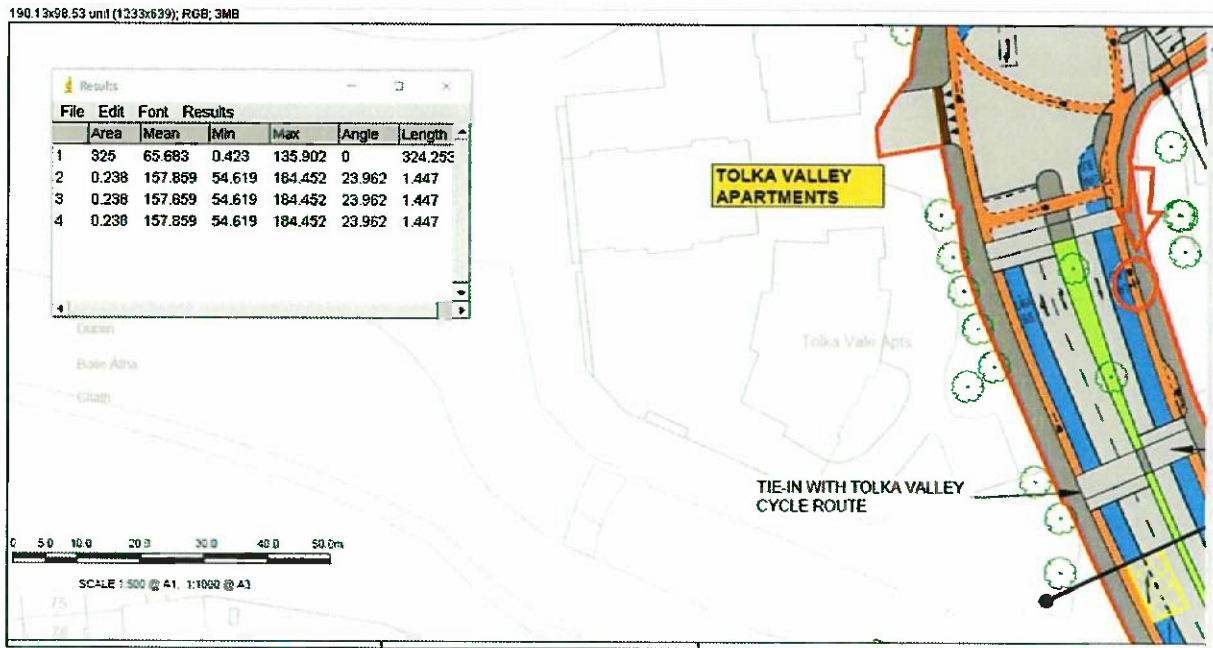 190.13x98.53 unit (1233x639); RGB; 3MB
Results
File Edit Font Results
Area Mean Min Max Angle Length
1 325 65.683 0.423 135.902 0 324.253
2 0.238 157.859 54.619 184.452 23.962 1.447
3 0.238 157.859 54.619 184.452 23.962 1.447
4 0.238 157.859 54.619 184.452 23.962 1.447
TOLKA VALLEY
APARTMENTS
Baile Átha
Cliath
Tolka Vale Apts
TIE-IN WITH TOLKA VALLEY
CYCLE ROUTE
0 5.0 10.0 20.0 30.0 40.0 50.0m
SCALE 1:500 @ A1, 1:1000 @ A3
75
76